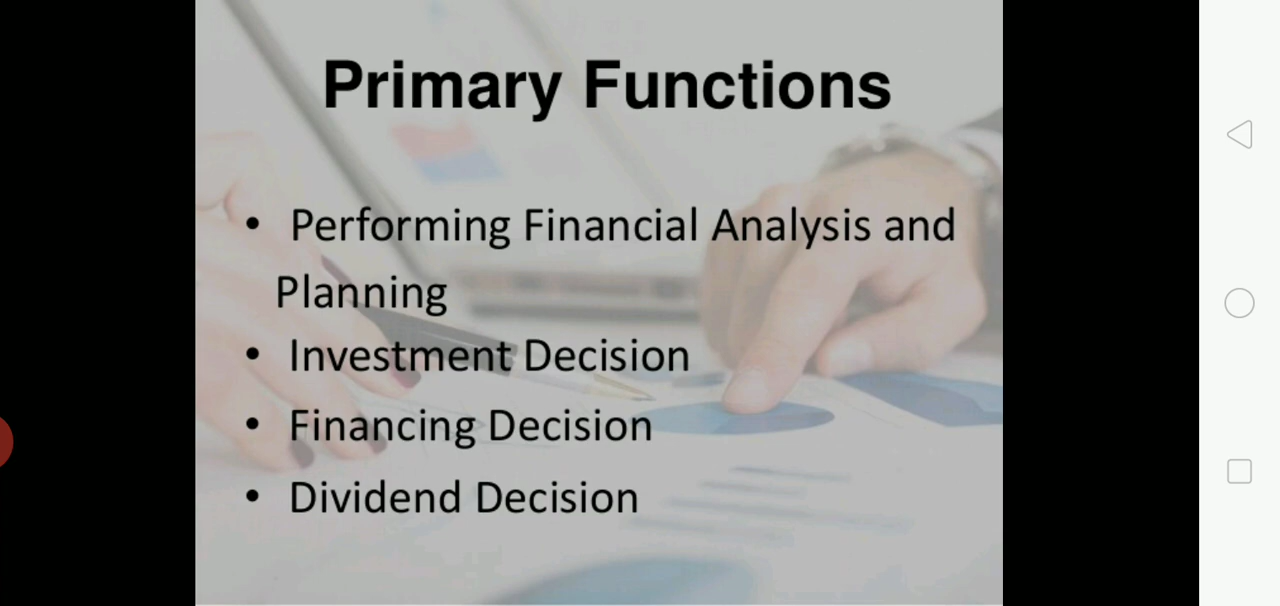 Primary Functions
• Performing Financial Analysis and
Planning
• Investment Decision
• Financing Decision
• Dividend Decision